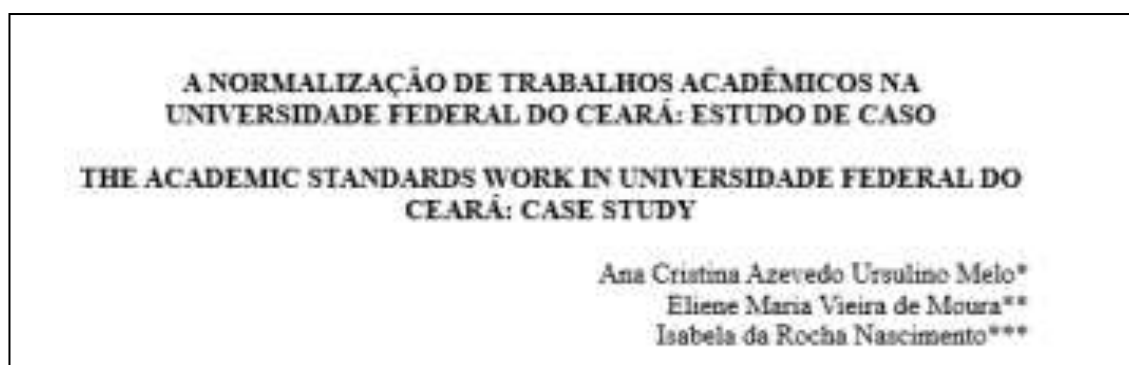 A NORMALIZAÇÃO DE TRABALHOS ACADÊMICOS NA
UNIVERSIDADE FEDERAL DO CEARÁ: ESTUDO DE CASO
THE ACADEMIC STANDARDS WORK IN UNIVERSIDADE FEDERAL DO
CEARÁ: CASE STUDY
Ana Cristina Azevedo Ursulino Melo*
Eliene Maria Vieira de Moura**
Isabela da Rocha Nascimento***